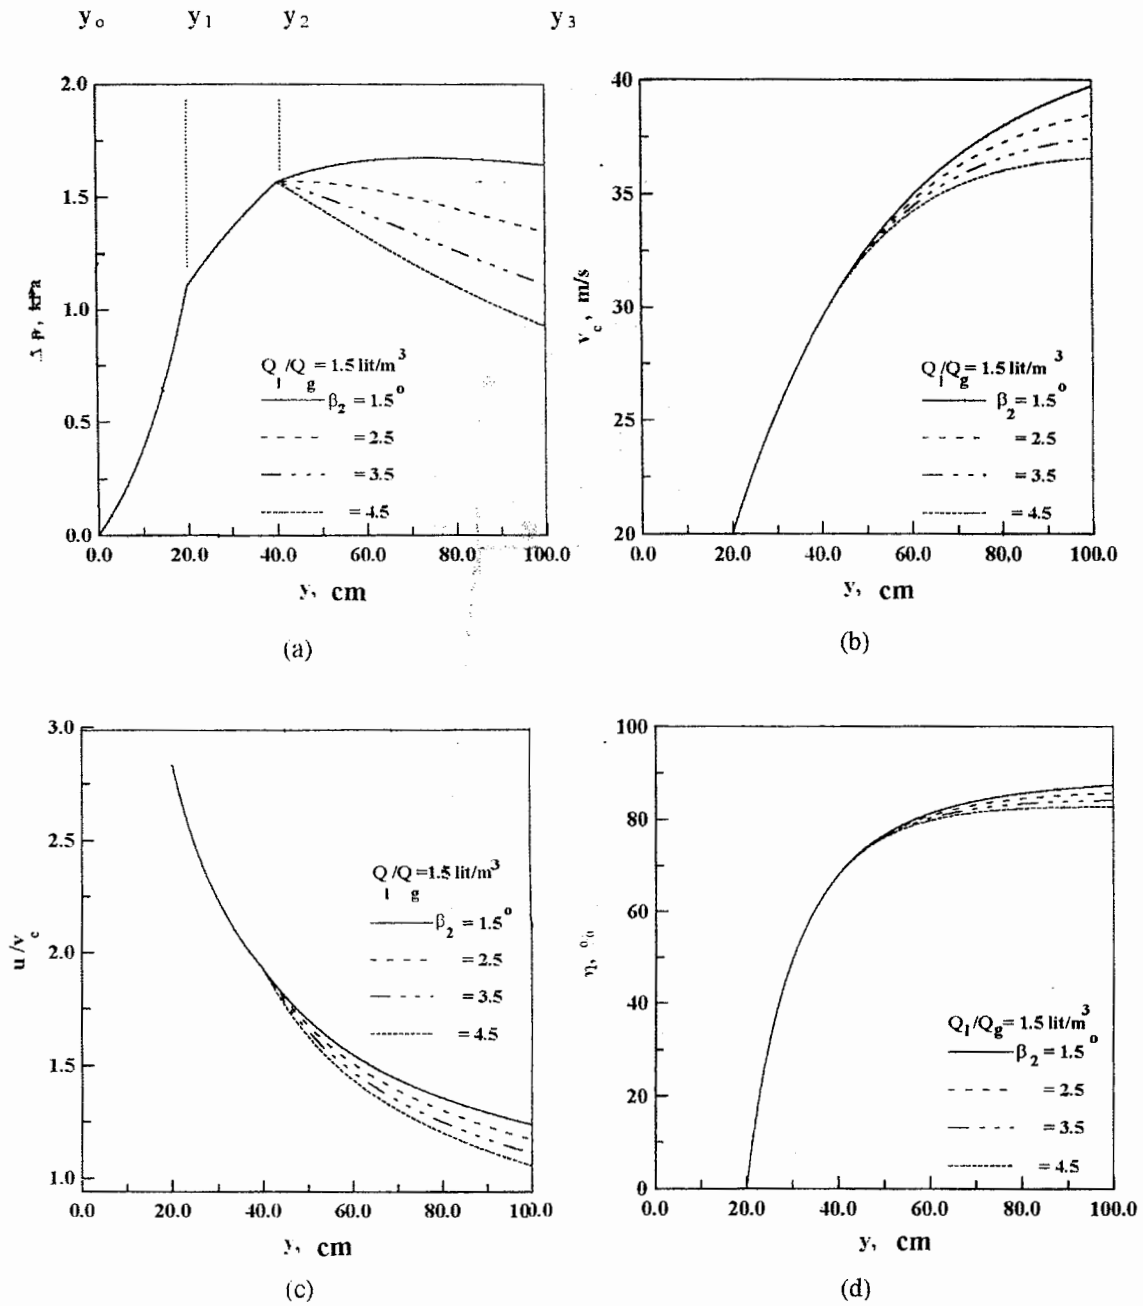 y₀ y₁ y₂ y₃
2.0
1.5
1.0
0.5
0.0
Δ p, kPa
Q_l/Q_g = 1.5 lit/m³
β₂ = 1.5°
= 2.5
= 3.5
= 4.5
0.0 20.0 40.0 60.0 80.0 100.0
y, cm
(a)
40
35
30
25
20
v_c, m/s
Q_l/Q_g = 1.5 lit/m³
β₂ = 1.5°
= 2.5
= 3.5
= 4.5
0.0 20.0 40.0 60.0 80.0 100.0
y, cm
(b)
3.0
2.5
2.0
1.5
1.0
u/v_c
Q_l/Q_g =1.5 lit/m³
β₂ = 1.5°
= 2.5
= 3.5
= 4.5
0.0 20.0 40.0 60.0 80.0 100.0
y, cm
(c)
100
80
60
40
20
0
η, %
Q_l/Q_g = 1.5 lit/m³
β₂ = 1.5°
= 2.5
= 3.5
= 4.5
0.0 20.0 40.0 60.0 80.0 100.0
y, cm
(d)